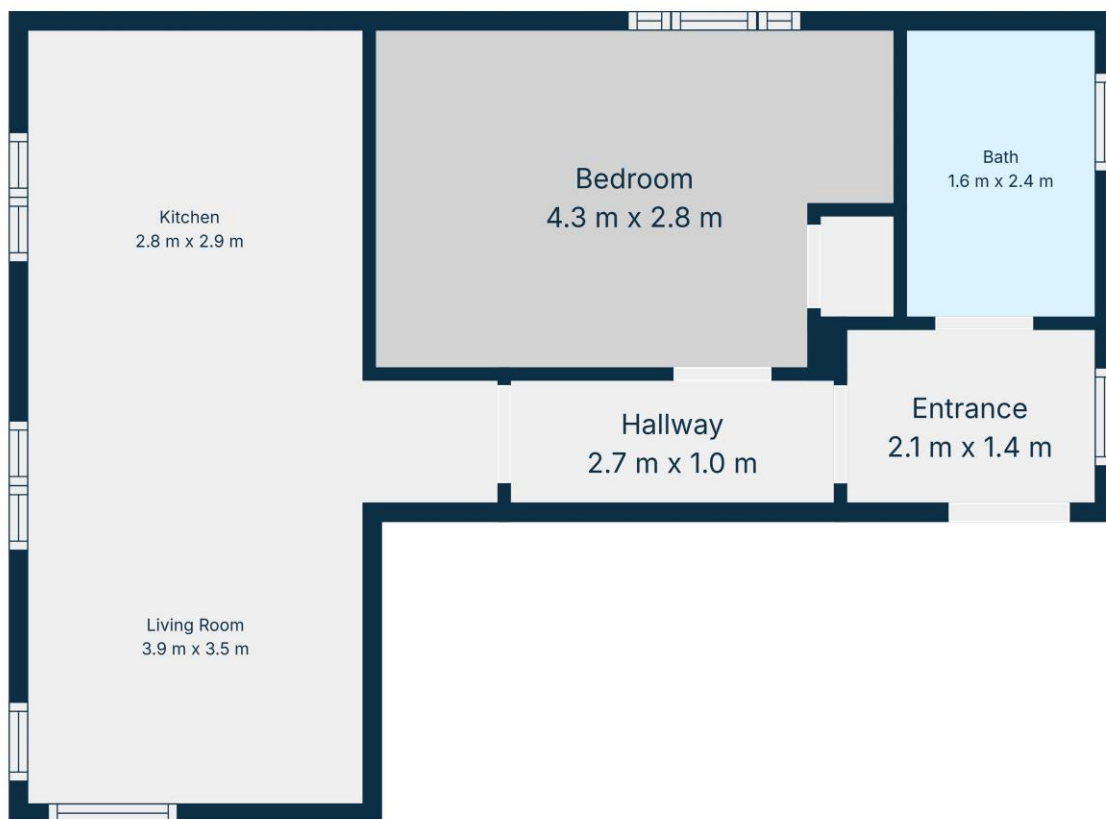 Kitchen
2.8 m x 2.9 m
Bedroom
4.3 m x 2.8 m
Bath
1.6 m x 2.4 m
Hallway
2.7 m x 1.0 m
Entrance
2.1 m x 1.4 m
Living Room
3.9 m x 3.5 m